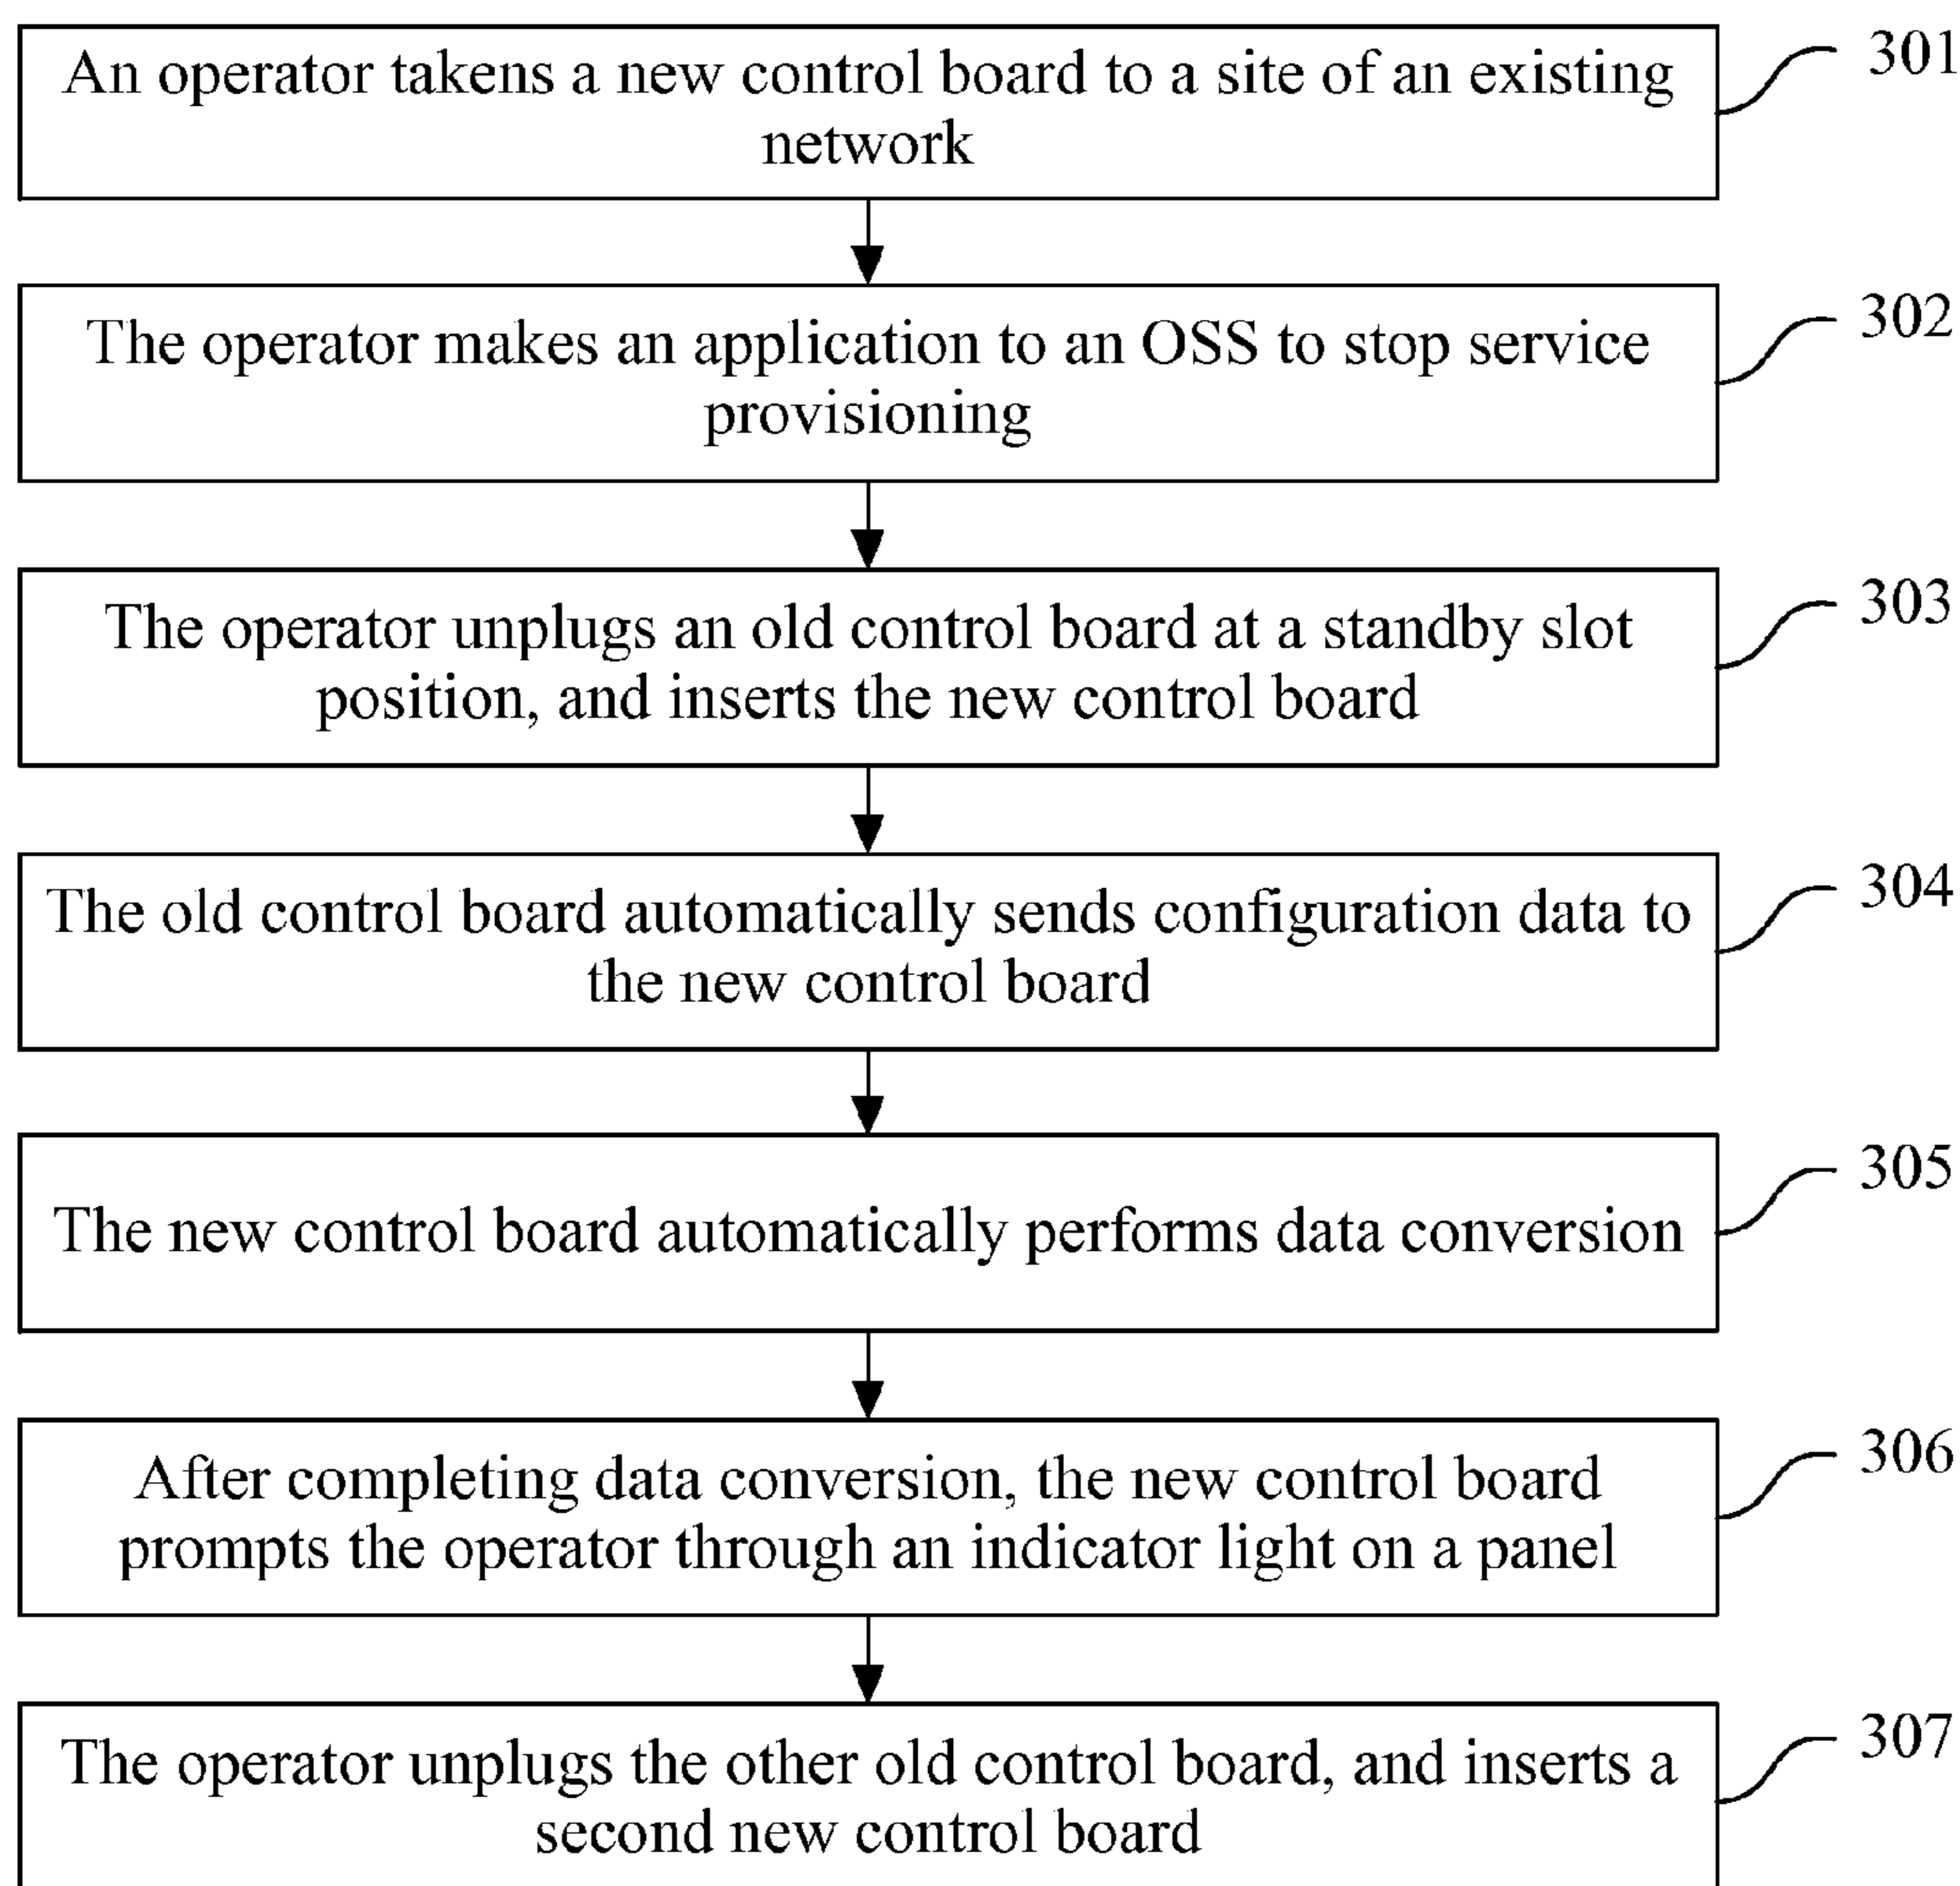 An operator takens a new control board to a site of an existing
network
301
The operator makes an application to an OSS to stop service
provisioning
302
The operator unplugs an old control board at a standby slot
position, and inserts the new control board
303
The old control board automatically sends configuration data to
the new control board
304
The new control board automatically performs data conversion
305
After completing data conversion, the new control board
prompts the operator through an indicator light on a panel
306
The operator unplugs the other old control board, and inserts a
second new control board
307